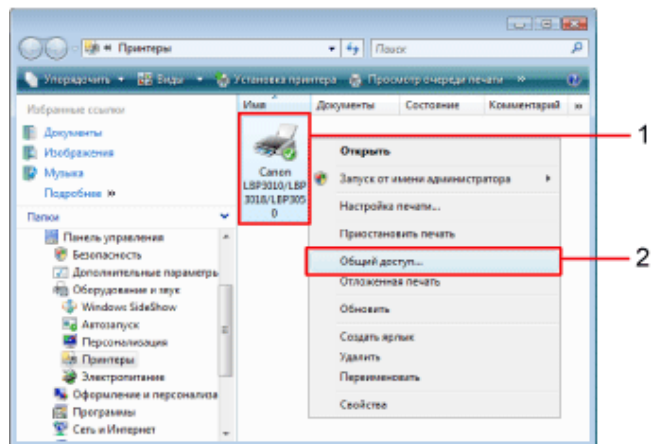 Принтеры
Поиск
Упорядочить
Виды
Установка принтера
Просмотр очереди печати
»
?
Избранные ссылки
Документы
Изображения
Музыка
Подробнее »
Папки
Панель управления
Безопасность
Дополнительные параметры
Оборудование и звук
Windows SideShow
Автозапуск
Персонализация
Принтеры
Электропитание
Оформление и персонализа
Программы
Сеть и Интернет
Имя
Документы
Состояние
Комментарий
»
Canon
LBP3010/LBP
3018/LBP305
0
Открыть
Запуск от имени администратора
Настройка печати...
Приостановить печать
Общий доступ...
Отложенная печать
Обновить
Создать ярлык
Удалить
Переименовать
Свойства
1
2